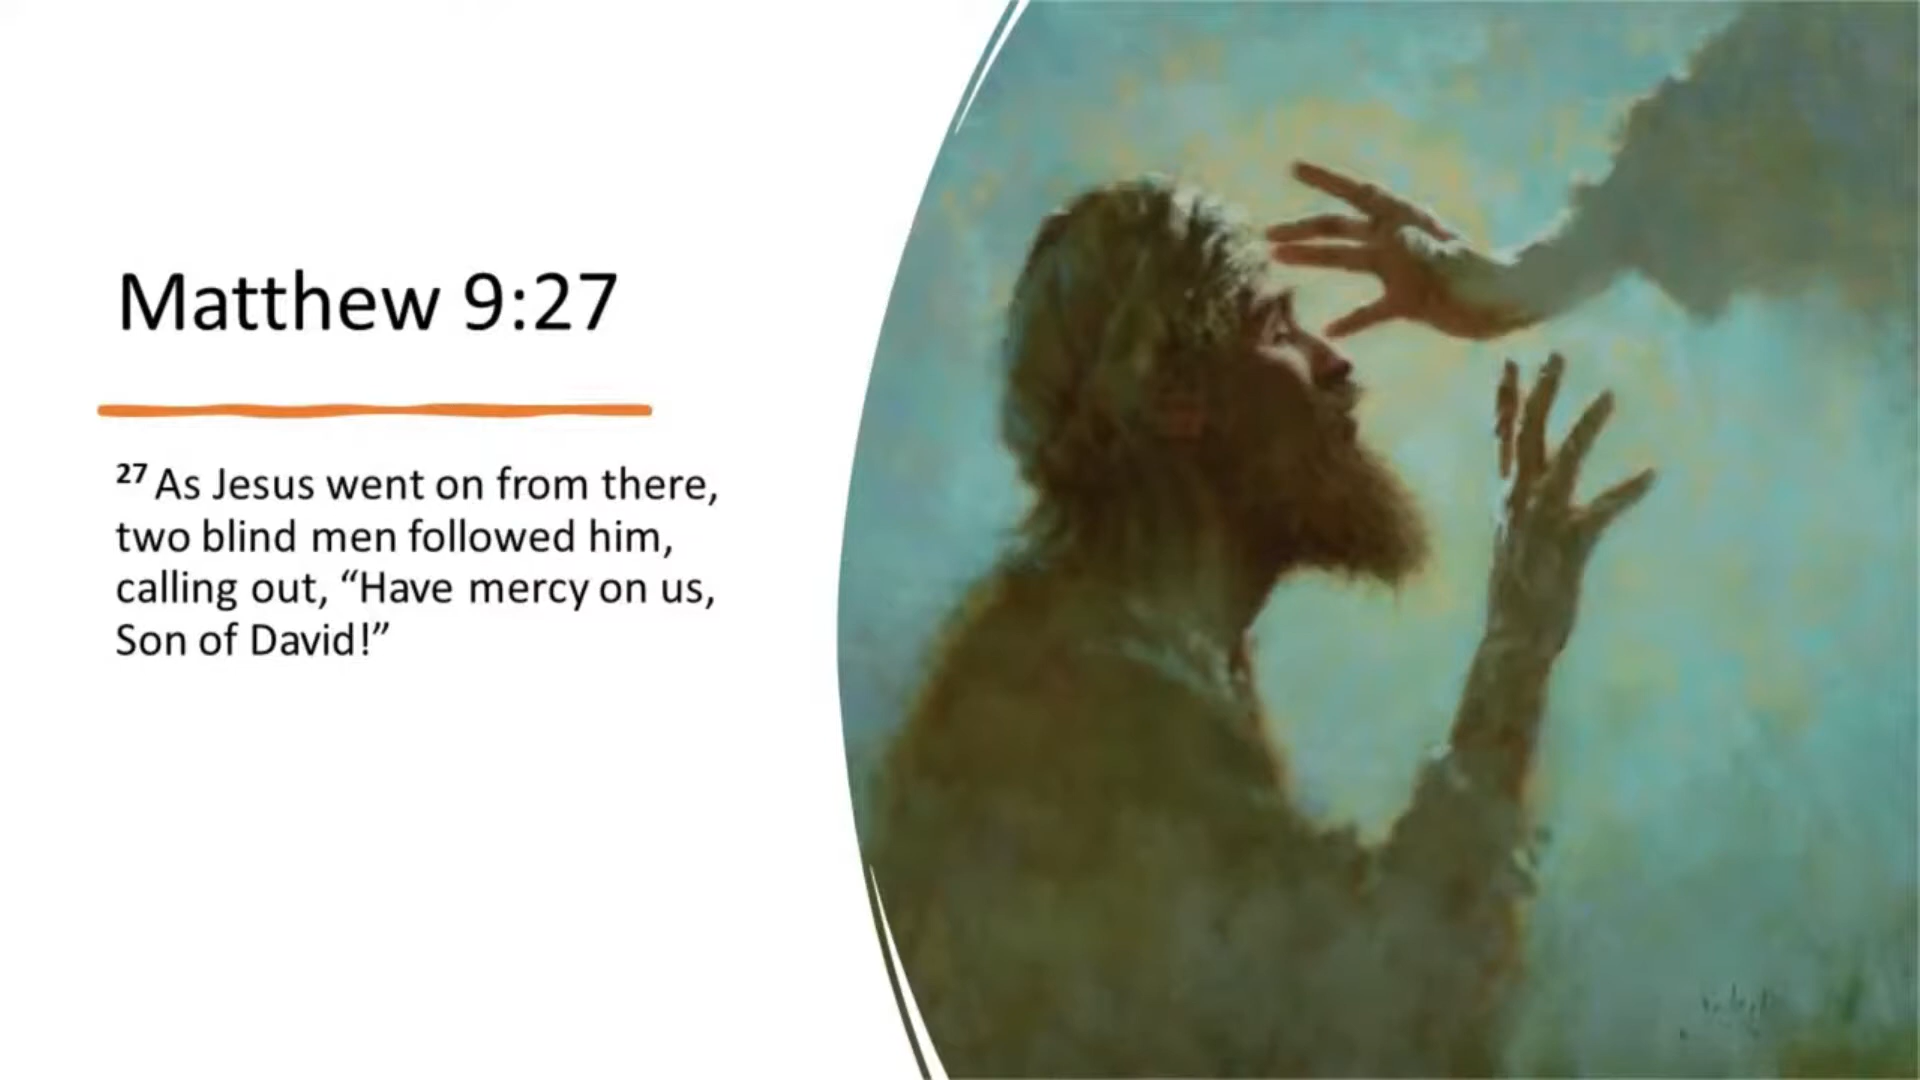 Matthew 9:27
27 As Jesus went on from there,
two blind men followed him,
calling out, “Have mercy on us,
Son of David!”